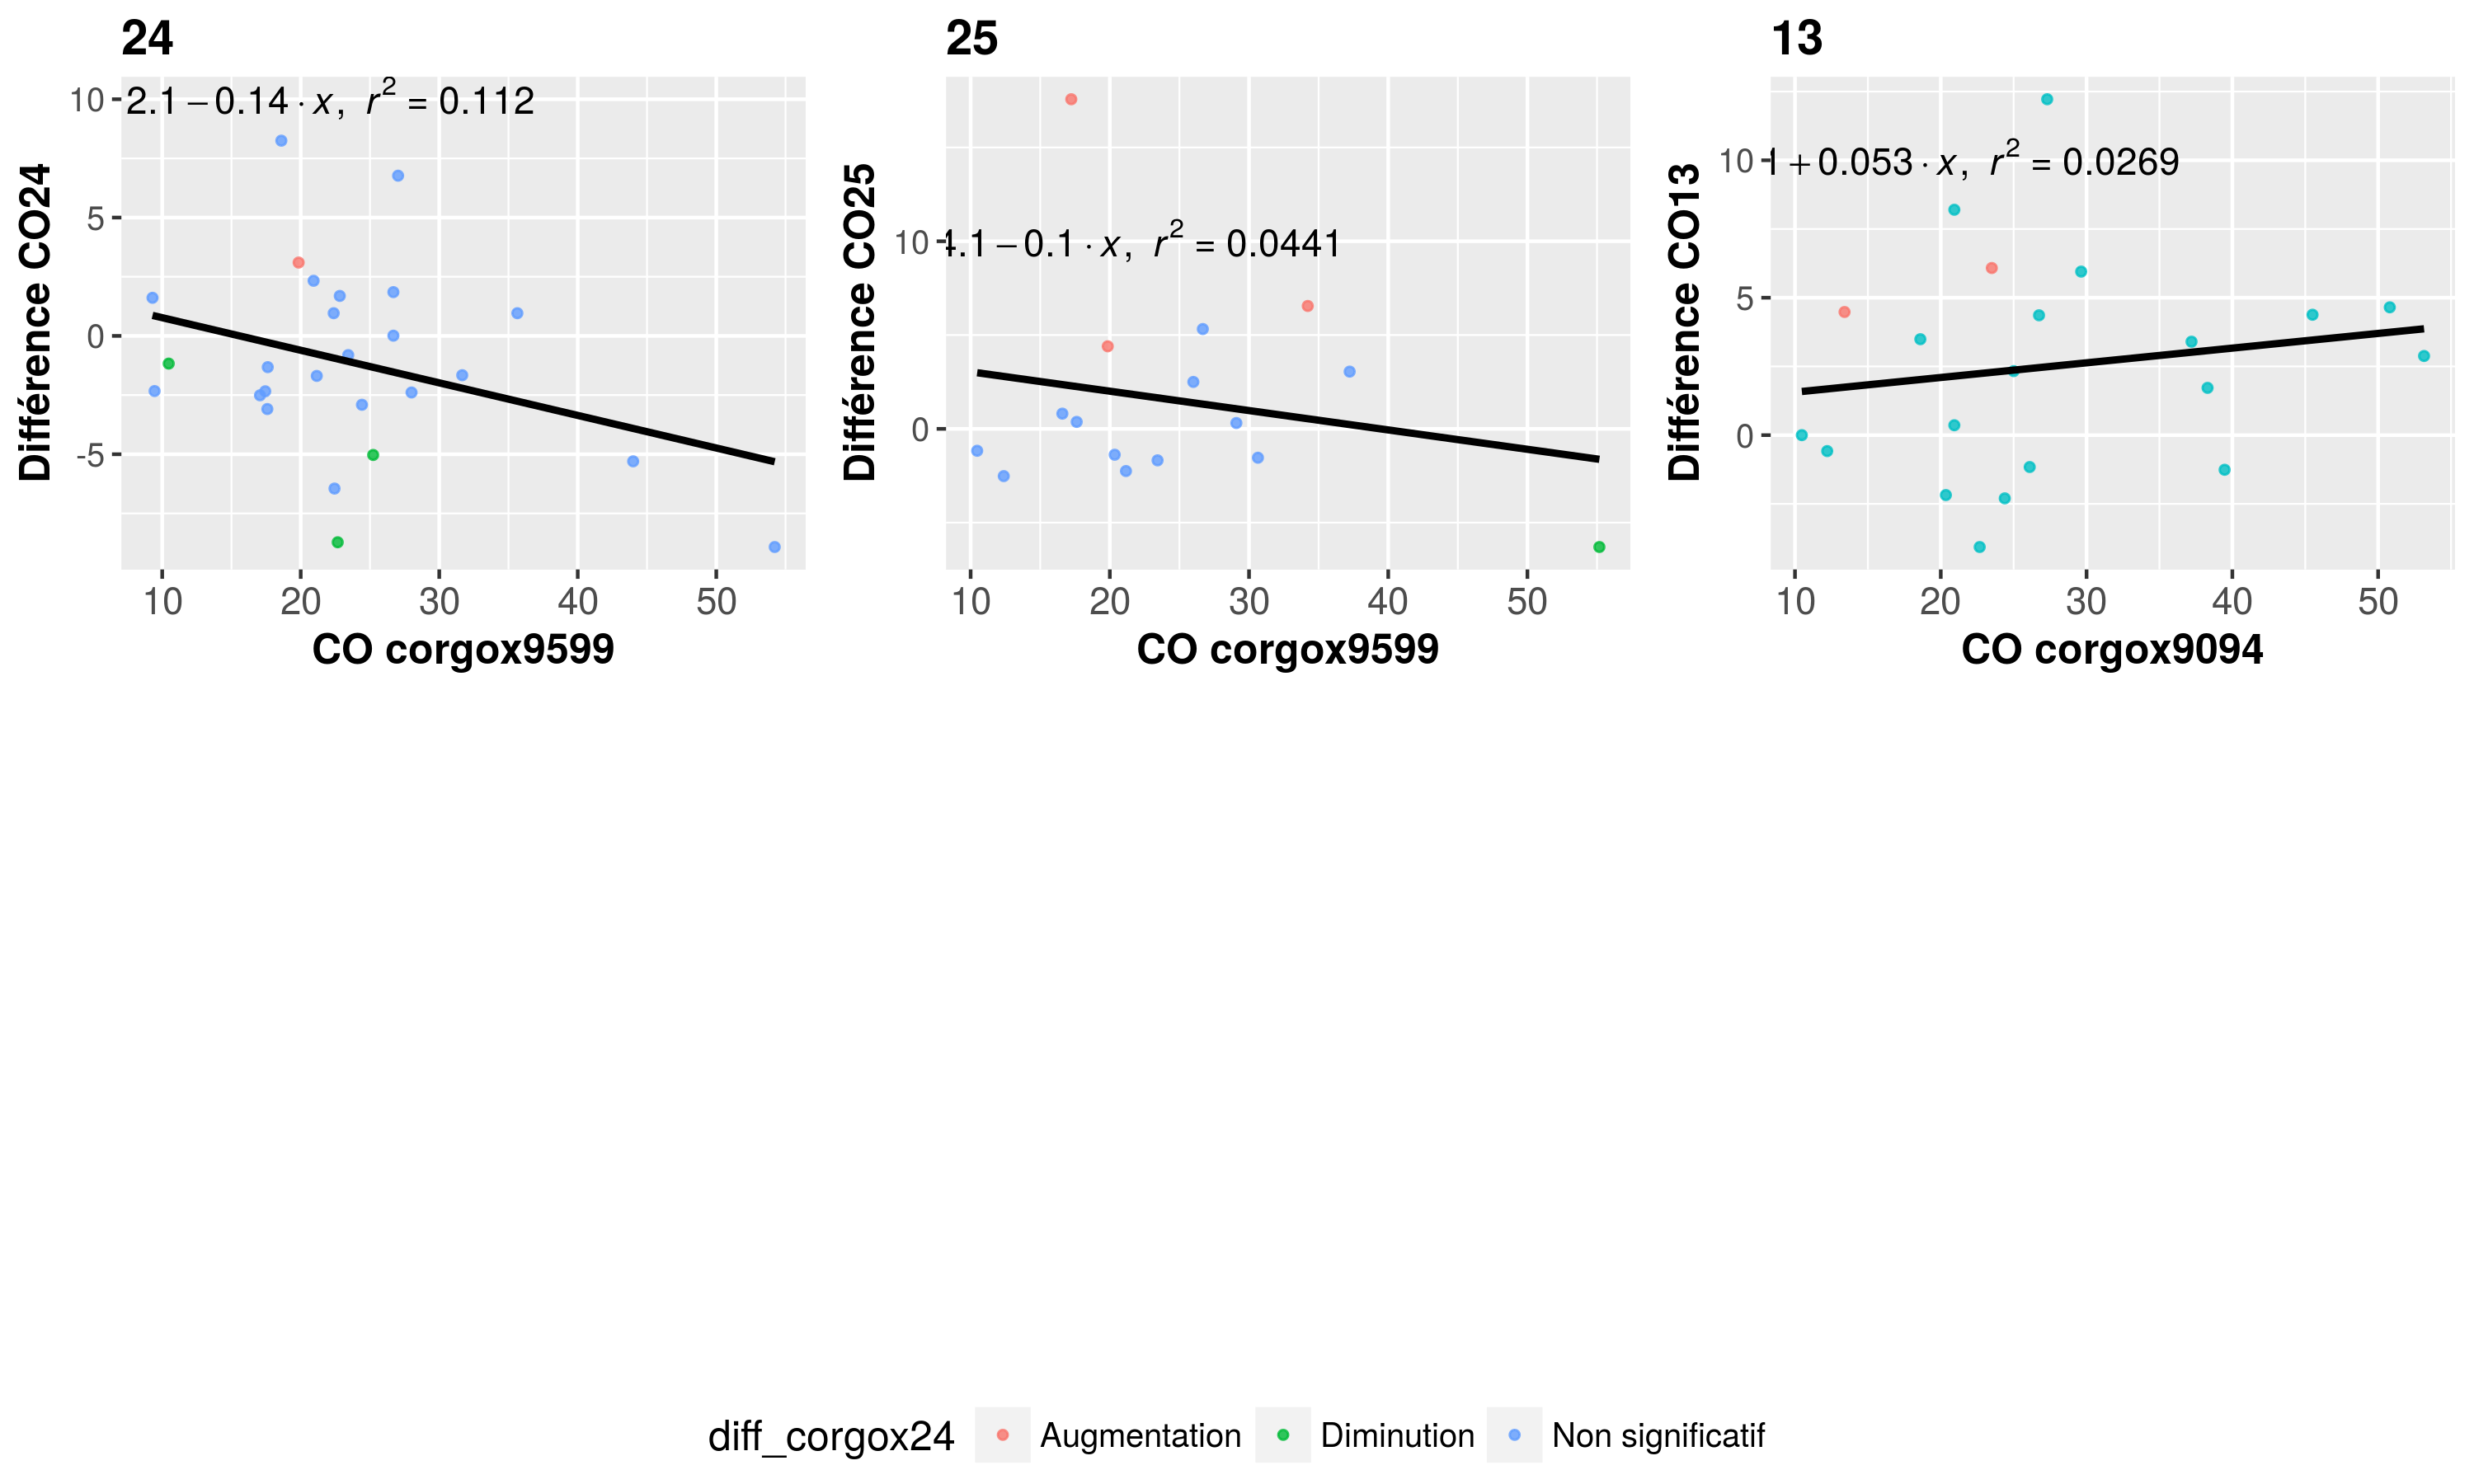 24
2.1 − 0.14 · x, r² = 0.112
10
5
0
-5
Différence CO24
10 20 30 40 50
CO corgox9599
25
4.1 − 0.1 · x, r² = 0.0441
10
0
Différence CO25
10 20 30 40 50
CO corgox9599
13
+ 0.053 · x, r² = 0.0269
10
5
0
Différence CO13
10 20 30 40 50
CO corgox9094
diff_corgox24 Augmentation Diminution Non significatif